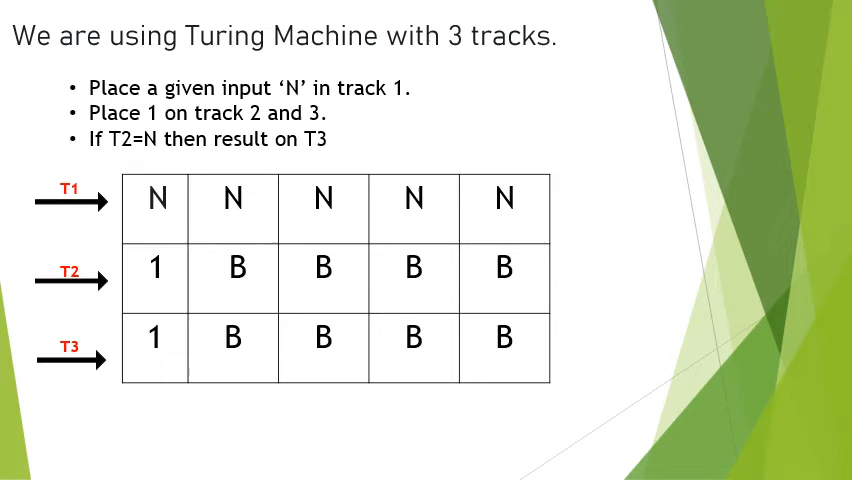 We are using Turing Machine with 3 tracks.
• Place a given input ‘N’ in track 1.
• Place 1 on track 2 and 3.
• If T2=N then result on T3
T1 N N N N N
T2 1 B B B B
T3 1 B B B B